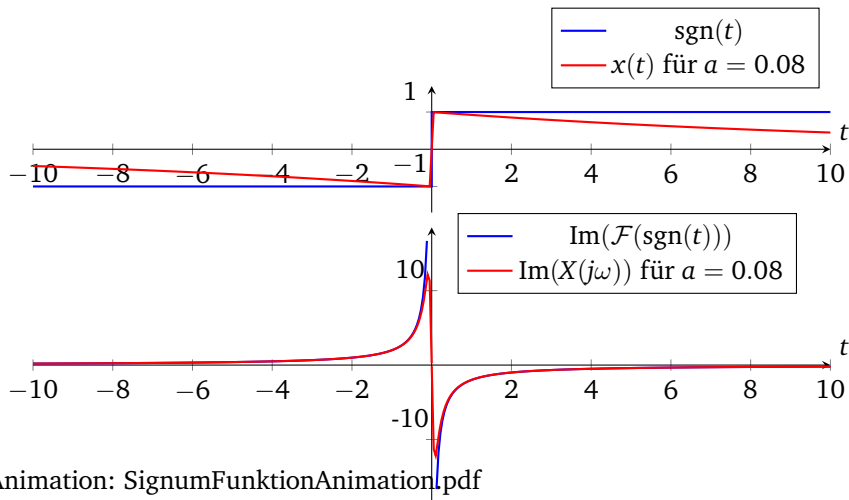 sgn(t)
x(t) für a = 0.08
1
t
−1
−10 −8 −6 −4 −2 2 4 6 8 10
Im(ℱ(sgn(t)))
Im(X(jω)) für a = 0.08
10
t
−10 −8 −6 −4 −2 2 4 6 8 10
-10
Animation: SignumFunktionAnimation.pdf